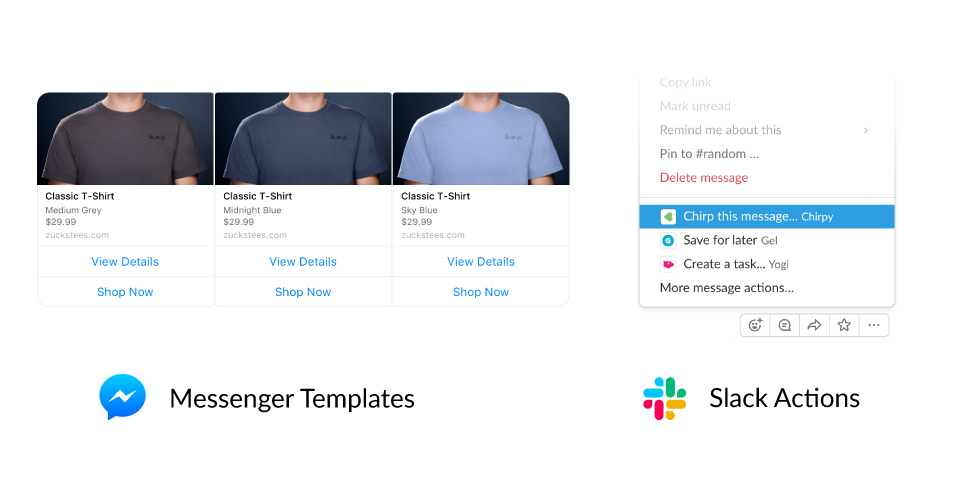 Classic T-Shirt
Medium Grey
$29.99
zuckstees.com
View Details
Shop Now
Classic T-Shirt
Midnight Blue
$29.99
zuckstees.com
View Details
Shop Now
Classic T-Shirt
Sky Blue
$29.99
zuckstees.com
View Details
Shop Now
Messenger Templates
Copy link
Mark unread
Remind me about this
Pin to #random ...
Delete message
Chirp this message... Chirpy
Save for later Gel
Create a task... Yogi
More message actions...
Slack Actions